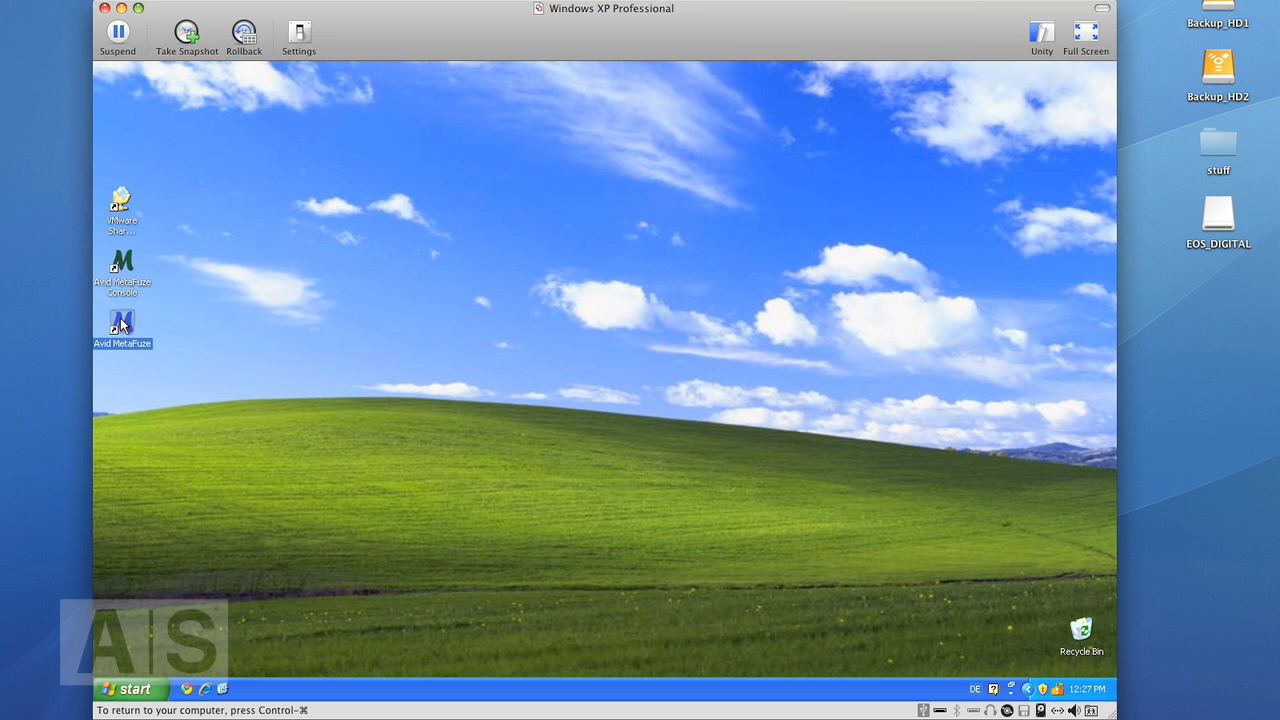 Windows XP Professional
Suspend
Take Snapshot
Rollback
Settings
Unity
Full Screen
Backup_HD1
Backup_HD2
stuff
EOS_DIGITAL
VMware
Shar...
Avid MetaFuze
Console
Avid MetaFuze
Recycle Bin
A|S
start
DE
12:27 PM
To return to your computer, press Control-⌘